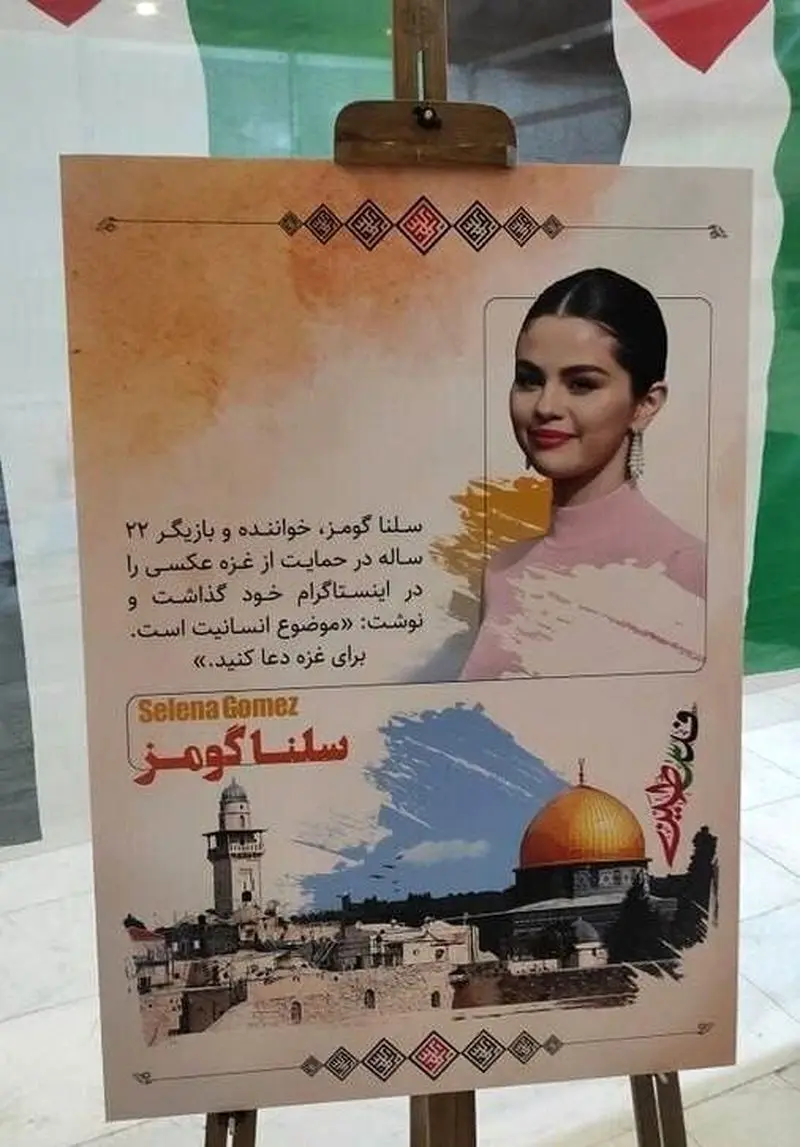 سلنا گومز، خواننده و بازیگر ۲۲
ساله در حمایت از غزه عکسی را
در اینستاگرام خود گذاشت و
نوشت: «موضوع انسانیت است.
برای غزه دعا کنید.»
Selena Gomez
سلنا گومز
فلسطین